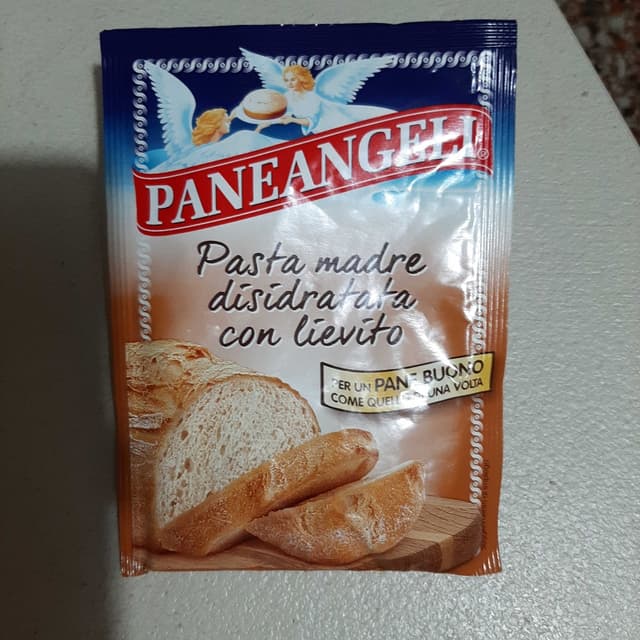 PANEANGELI
Pasta madre
disidratata
con lievito
PER UN PANE BUONO
COME QUELLO DI UNA VOLTA